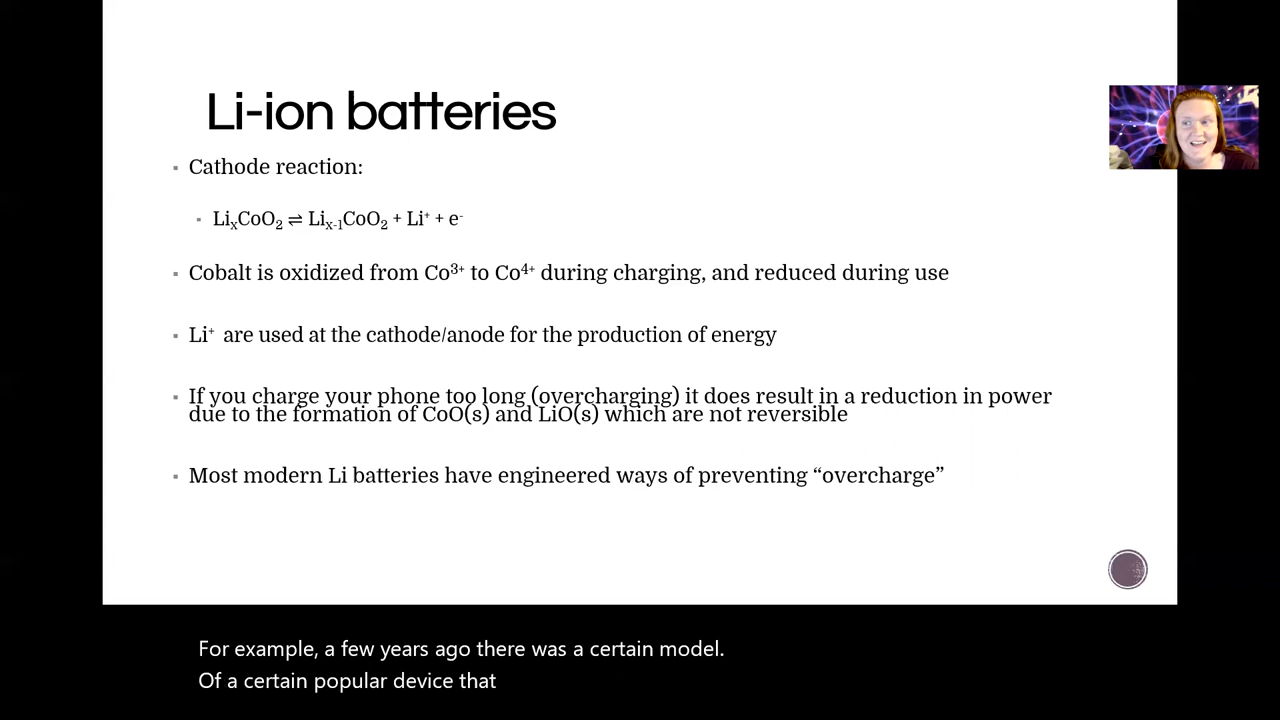 Li-ion batteries
▪ Cathode reaction:
▪ LiₓCoO₂ ⇌ Liₓ₋₁CoO₂ + Li⁺ + e⁻
▪ Cobalt is oxidized from Co³⁺ to Co⁴⁺ during charging, and reduced during use
▪ Li⁺ are used at the cathode/anode for the production of energy
▪ If you charge your phone too long (overcharging) it does result in a reduction in power
due to the formation of CoO(s) and LiO(s) which are not reversible
▪ Most modern Li batteries have engineered ways of preventing “overcharge”
For example, a few years ago there was a certain model.
Of a certain popular device that